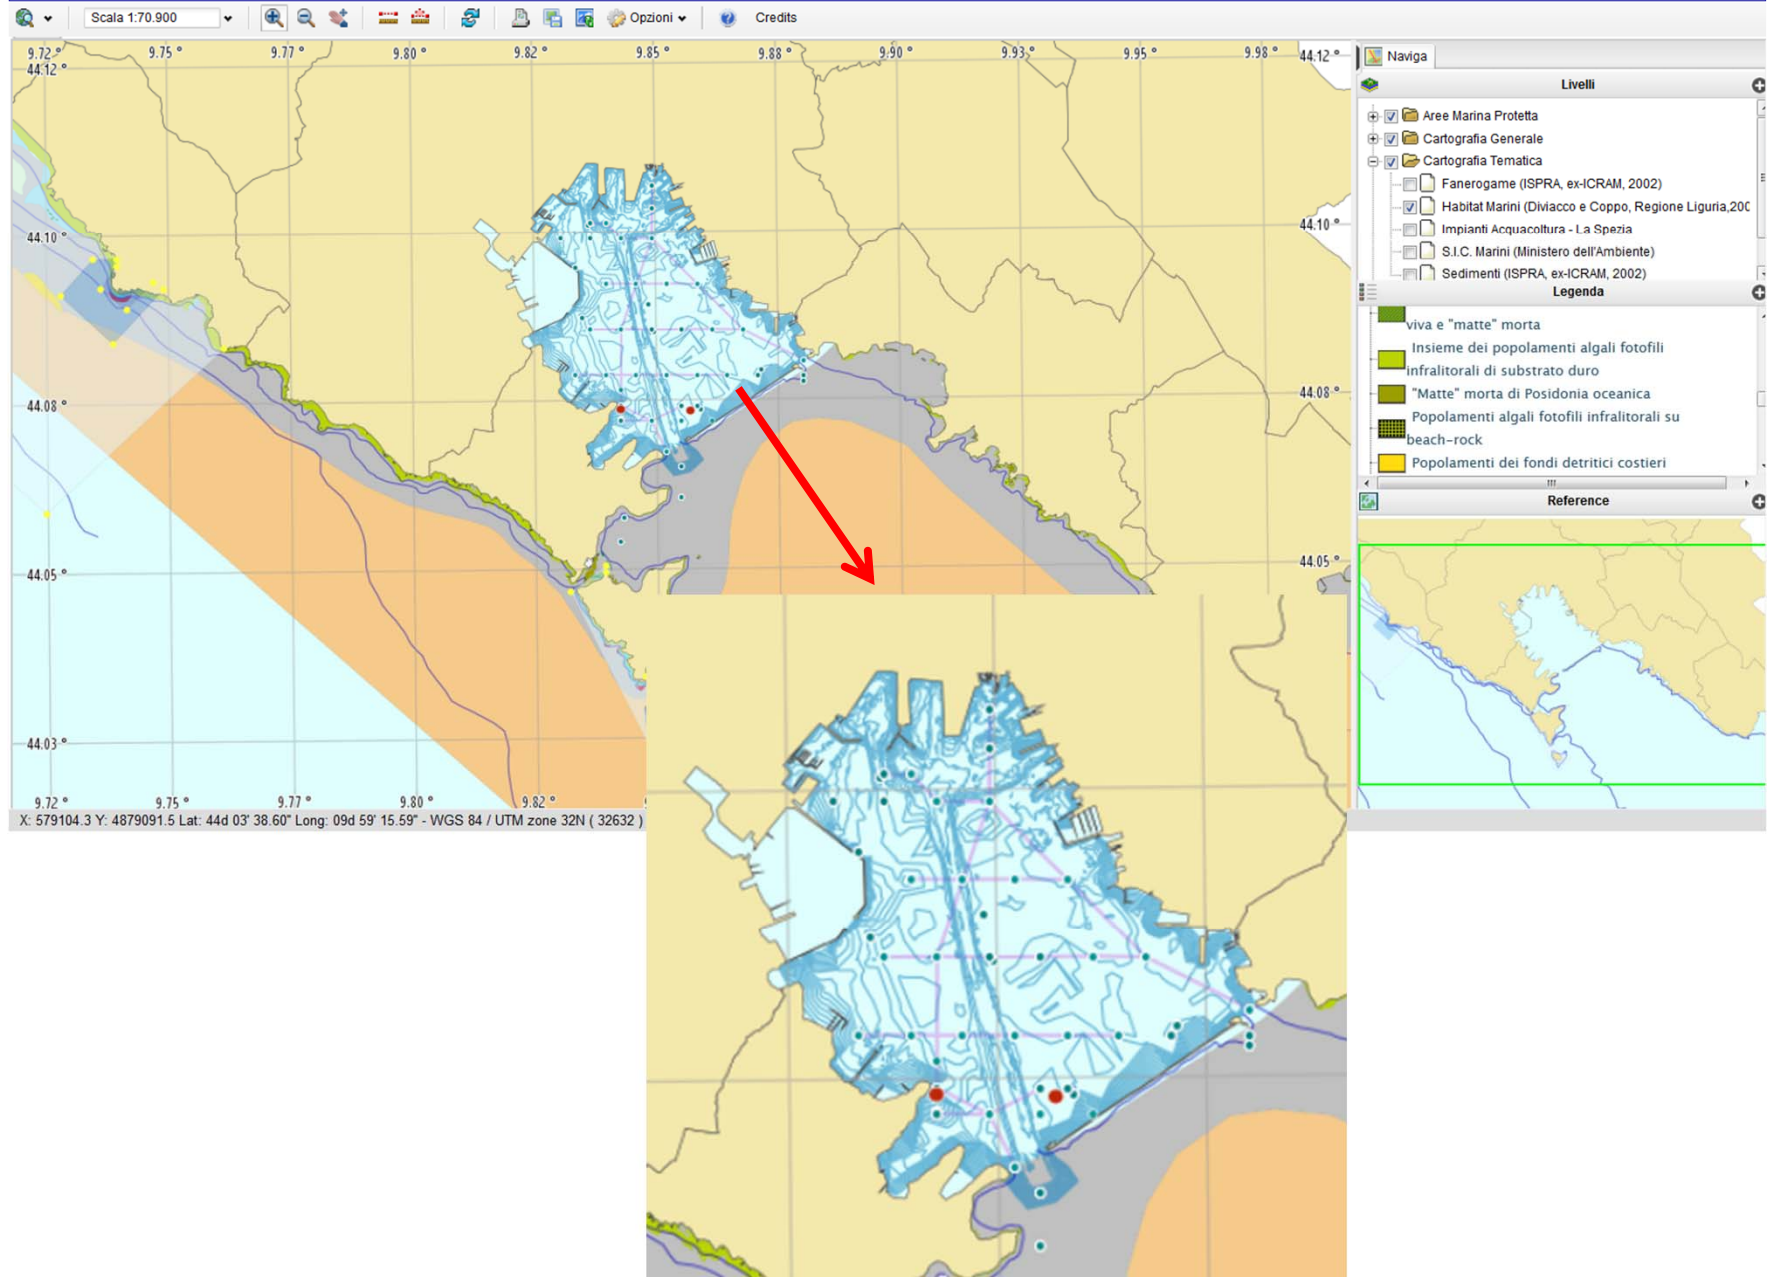 Scala 1:70.900
Opzioni
Credits
9.72 ° 9.75 ° 9.77 ° 9.80 ° 9.82 ° 9.85 ° 9.88 ° 9.90 ° 9.93 ° 9.95 ° 9.98 °
44.12 ° 44.12 °
44.10 ° 44.10 °
44.08 ° 44.08 °
44.05 ° 44.05 °
44.03 °
9.72 ° 9.75 ° 9.77 ° 9.80 ° 9.82 °
X: 579104.3 Y: 4879091.5 Lat: 44d 03' 38.60" Long: 09d 59' 15.59" - WGS 84 / UTM zone 32N ( 32632 )
Naviga
Livelli
Aree Marina Protetta
Cartografia Generale
Cartografia Tematica
Fanerogame (ISPRA, ex-ICRAM, 2002)
Habitat Marini (Diviacco e Coppo, Regione Liguria,200
Impianti Acquacoltura - La Spezia
S.I.C. Marini (Ministero dell'Ambiente)
Sedimenti (ISPRA, ex-ICRAM, 2002)
Legenda
viva e "matte" morta
Insieme dei popolamenti algali fotofili
infralitorali di substrato duro
"Matte" morta di Posidonia oceanica
Popolamenti algali fotofili infralitorali su
beach-rock
Popolamenti dei fondi detritici costieri
Reference